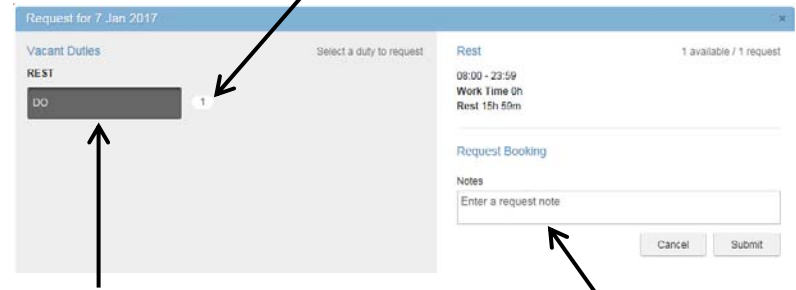 Request for 7 Jan 2017 ×
Vacant Duties Select a duty to request
REST
DO 1
Rest 1 available / 1 request
08:00 - 23:59
Work Time 0h
Rest 15h 59m
Request Booking
Notes
Enter a request note
Cancel Submit